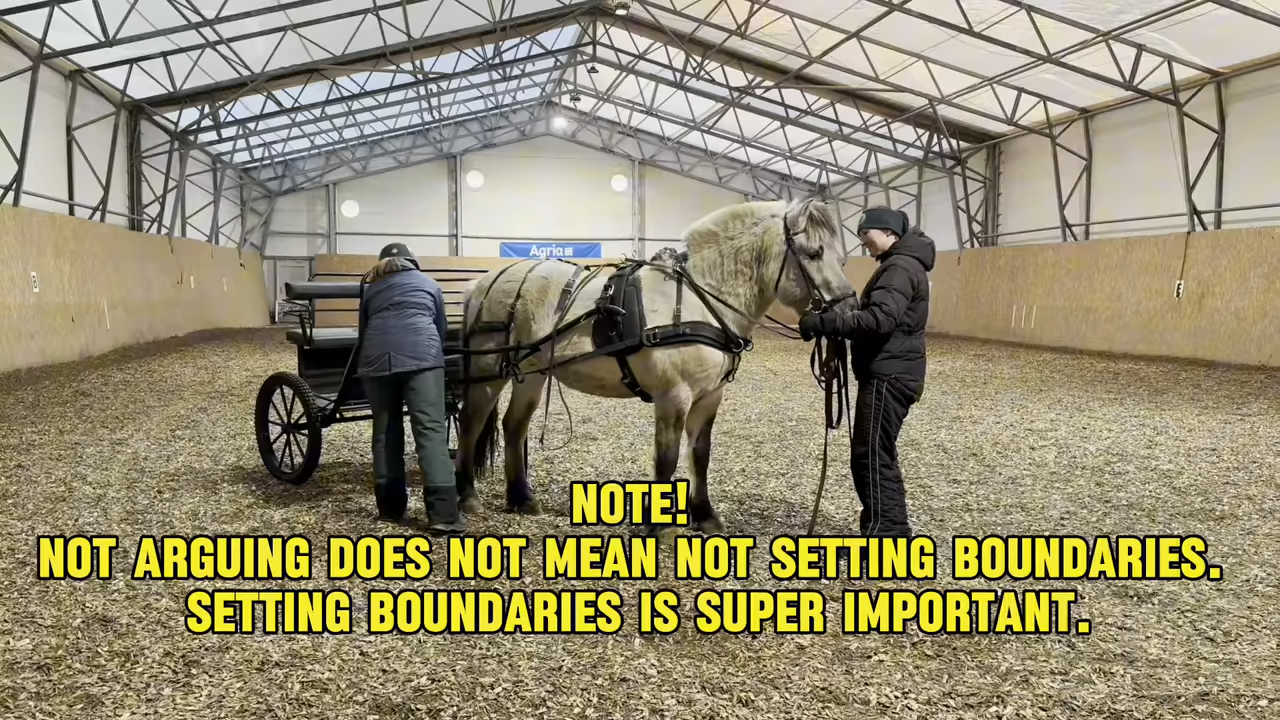 Agria
NOTE!
NOT ARGUING DOES NOT MEAN NOT SETTING BOUNDARIES.
SETTING BOUNDARIES IS SUPER IMPORTANT.